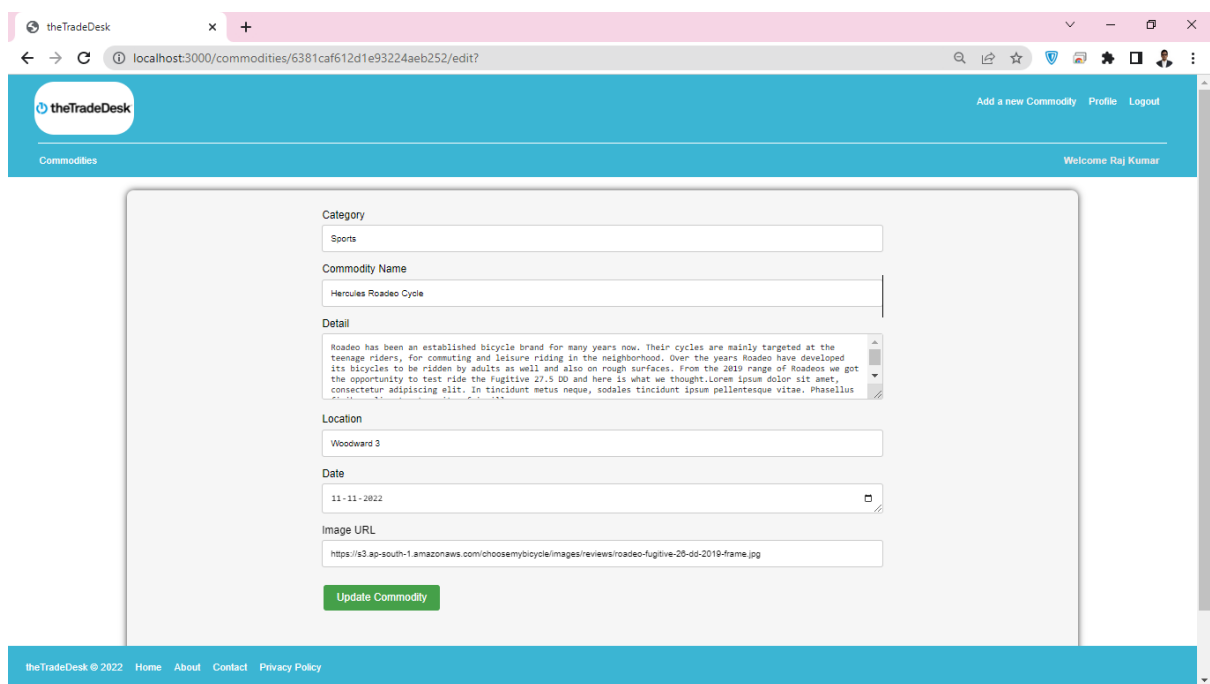 theTradeDesk
localhost:3000/commodities/6381caf612d1e93224aeb252/edit?
theTradeDesk
Add a new Commodity Profile Logout
Commodities
Welcome Raj Kumar
Category
Sports
Commodity Name
Hercules Roadeo Cycle
Detail
Roadeo has been an established bicycle brand for many years now. Their cycles are mainly targeted at the
teenage riders, for commuting and leisure riding in the neighborhood. Over the years Roadeo have developed
its bicycles to be ridden by adults as well and also on rough surfaces. From the 2019 range of Roadeos we got
the opportunity to test ride the Fugitive 27.5 DD and here is what we thought.Lorem ipsum dolor sit amet,
consectetur adipiscing elit. In tincidunt metus neque, sodales tincidunt ipsum pellentesque vitae. Phasellus
Location
Woodward 3
Date
11-11-2022
Image URL
https://s3.ap-south-1.amazonaws.com/choosemybicycle/images/reviews/roadeo-fugitive-26-dd-2019-frame.jpg
Update Commodity
theTradeDesk © 2022 Home About Contact Privacy Policy